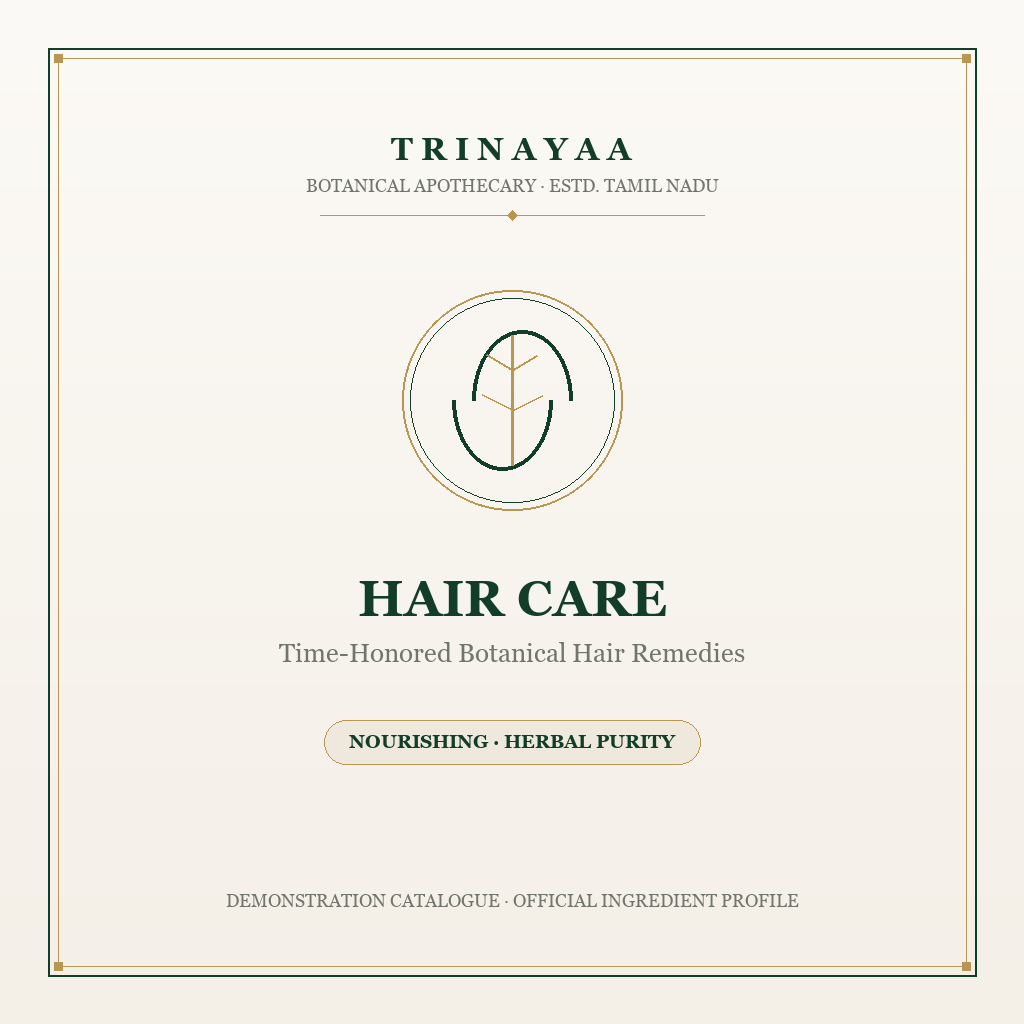 TRINAYAA
BOTANICAL APOTHECARY · ESTD. TAMIL NADU
HAIR CARE
Time-Honored Botanical Hair Remedies
NOURISHING · HERBAL PURITY
DEMONSTRATION CATALOGUE · OFFICIAL INGREDIENT PROFILE